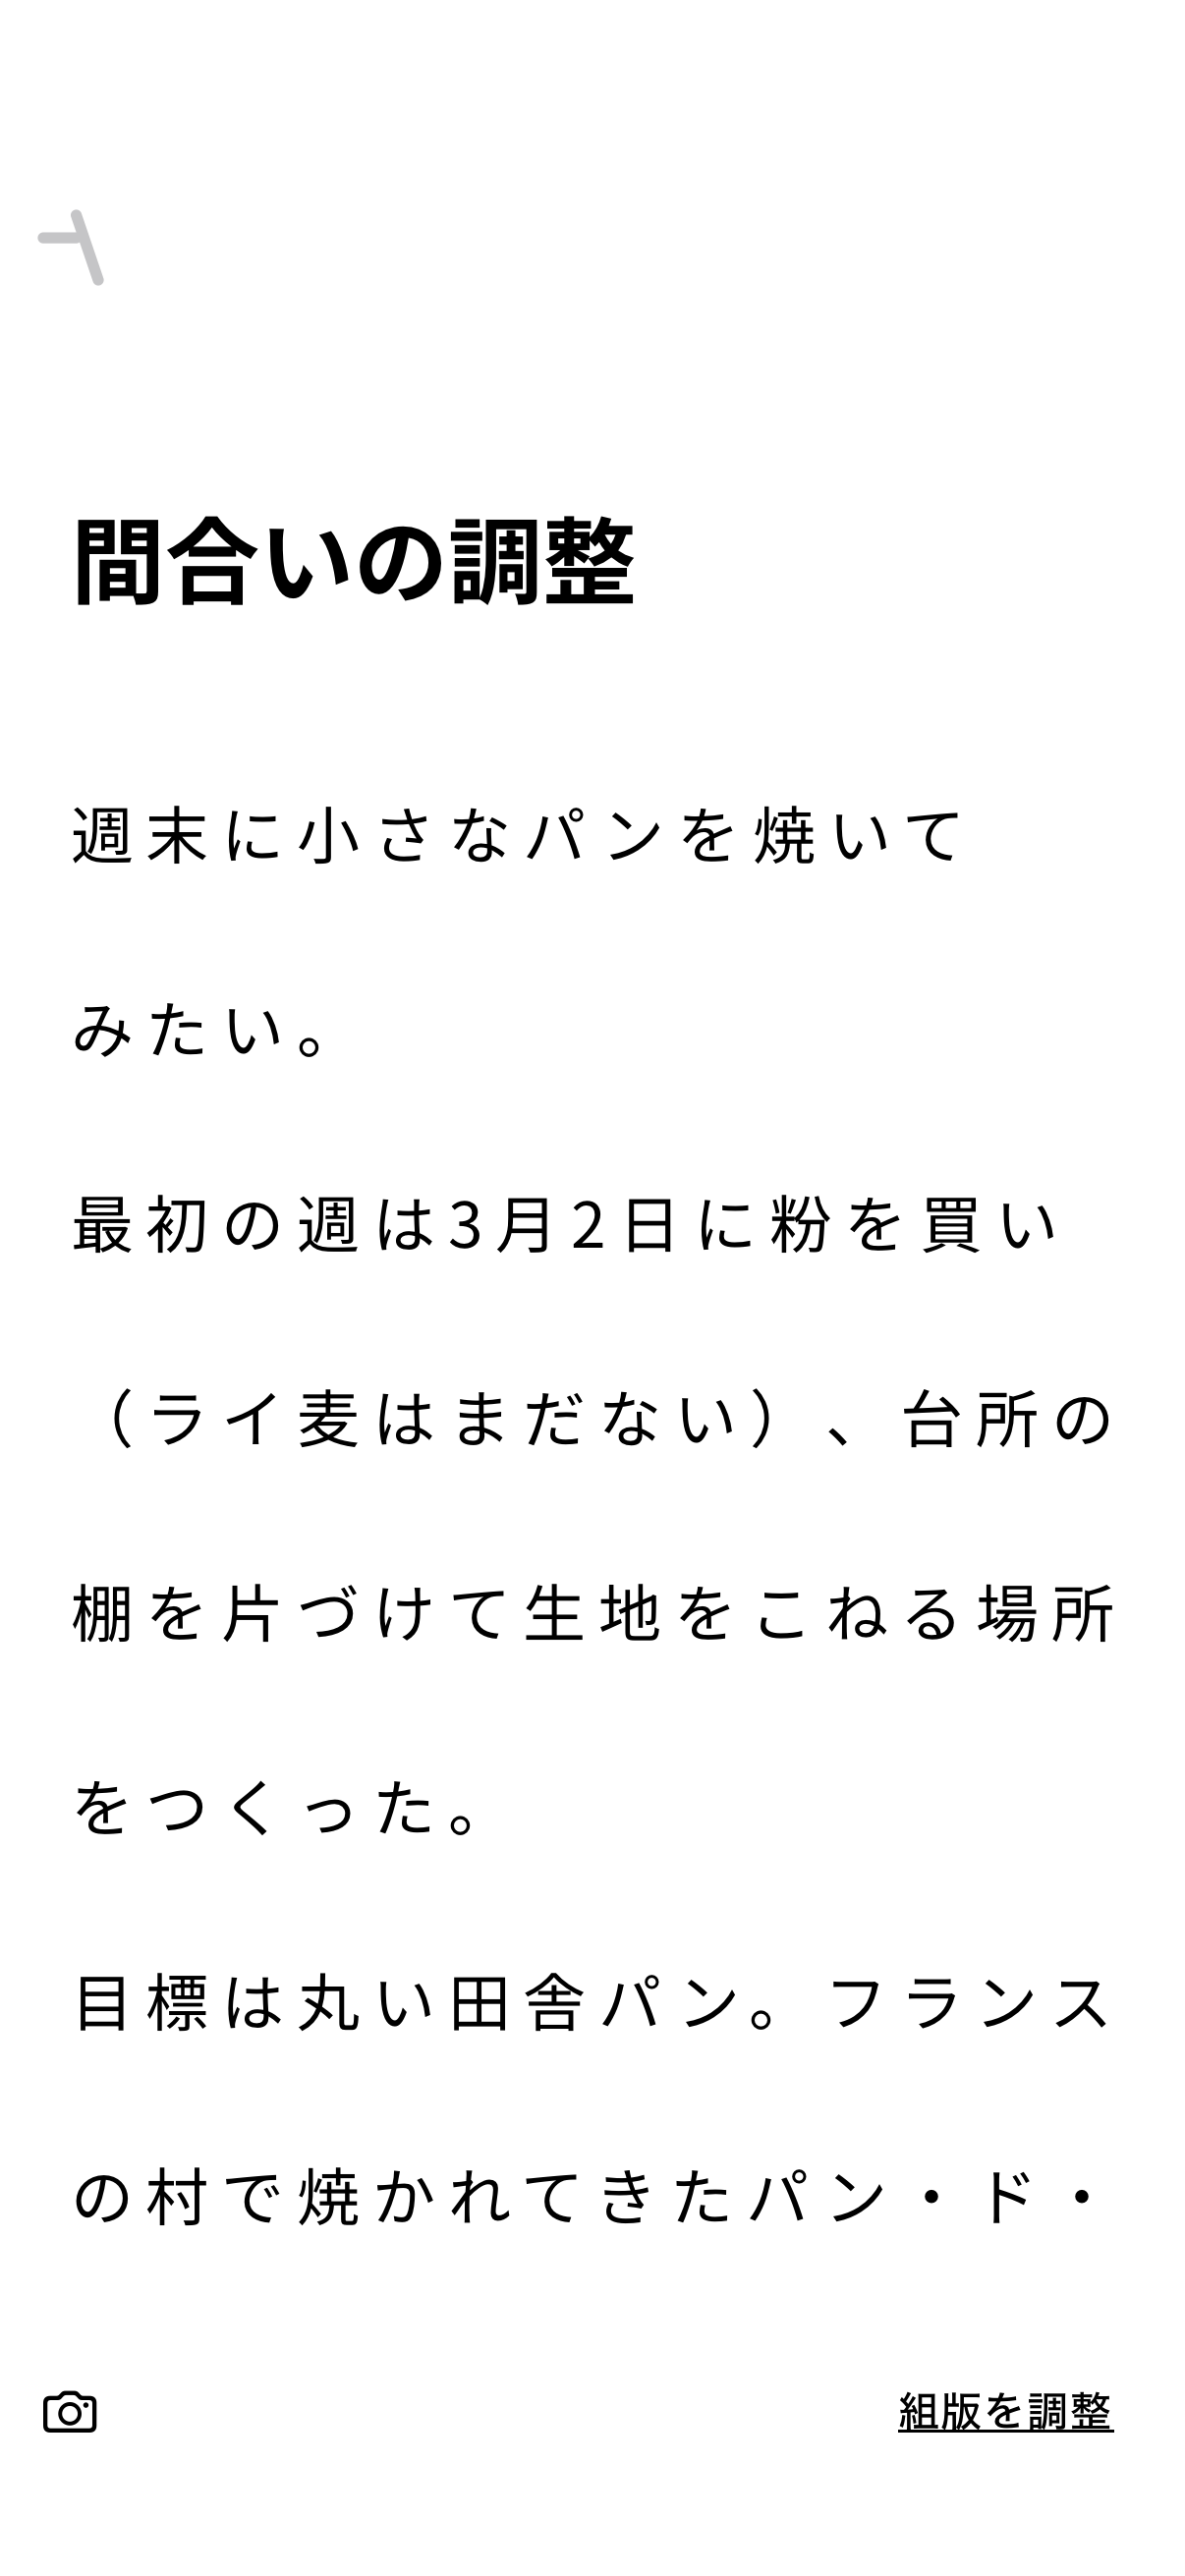 間合いの調整
週末に小さなパンを焼いて
みたい。
最初の週は3月2日に粉を買い
（ライ麦はまだない）、台所の
棚を片づけて生地をこねる場所
をつくった。
目標は丸い田舎パン。フランス
の村で焼かれてきたパン・ド・
組版を調整